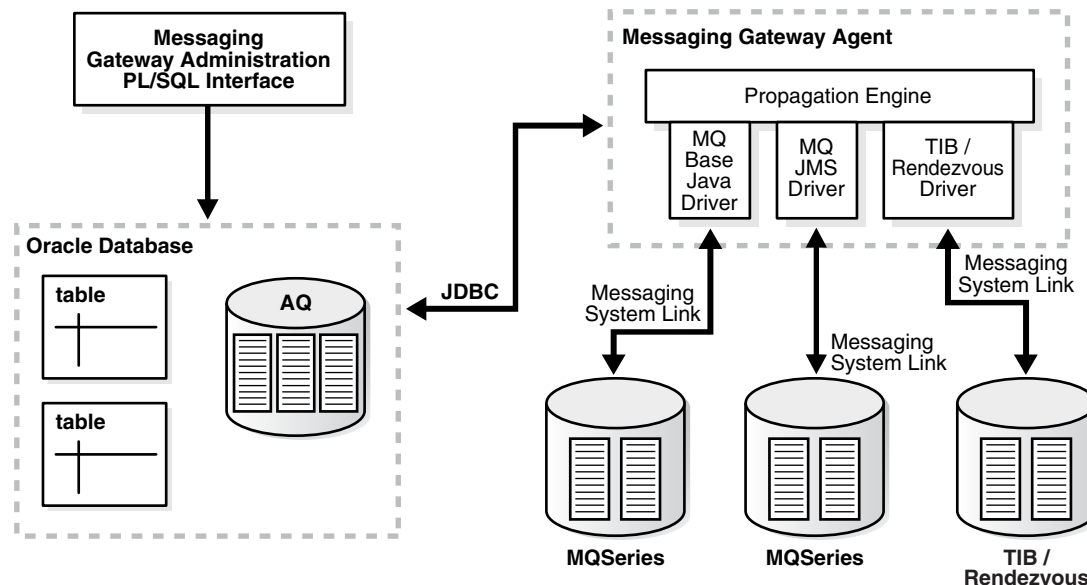 Messaging
Gateway Administration
PL/SQL Interface
Messaging Gateway Agent
Propagation Engine
MQ
Base
Java
Driver
MQ
JMS
Driver
TIB /
Rendezvous
Driver
Oracle Database
table
table
AQ
JDBC
Messaging
System Link
Messaging
System Link
Messaging
System Link
MQSeries
MQSeries
TIB /
Rendezvous